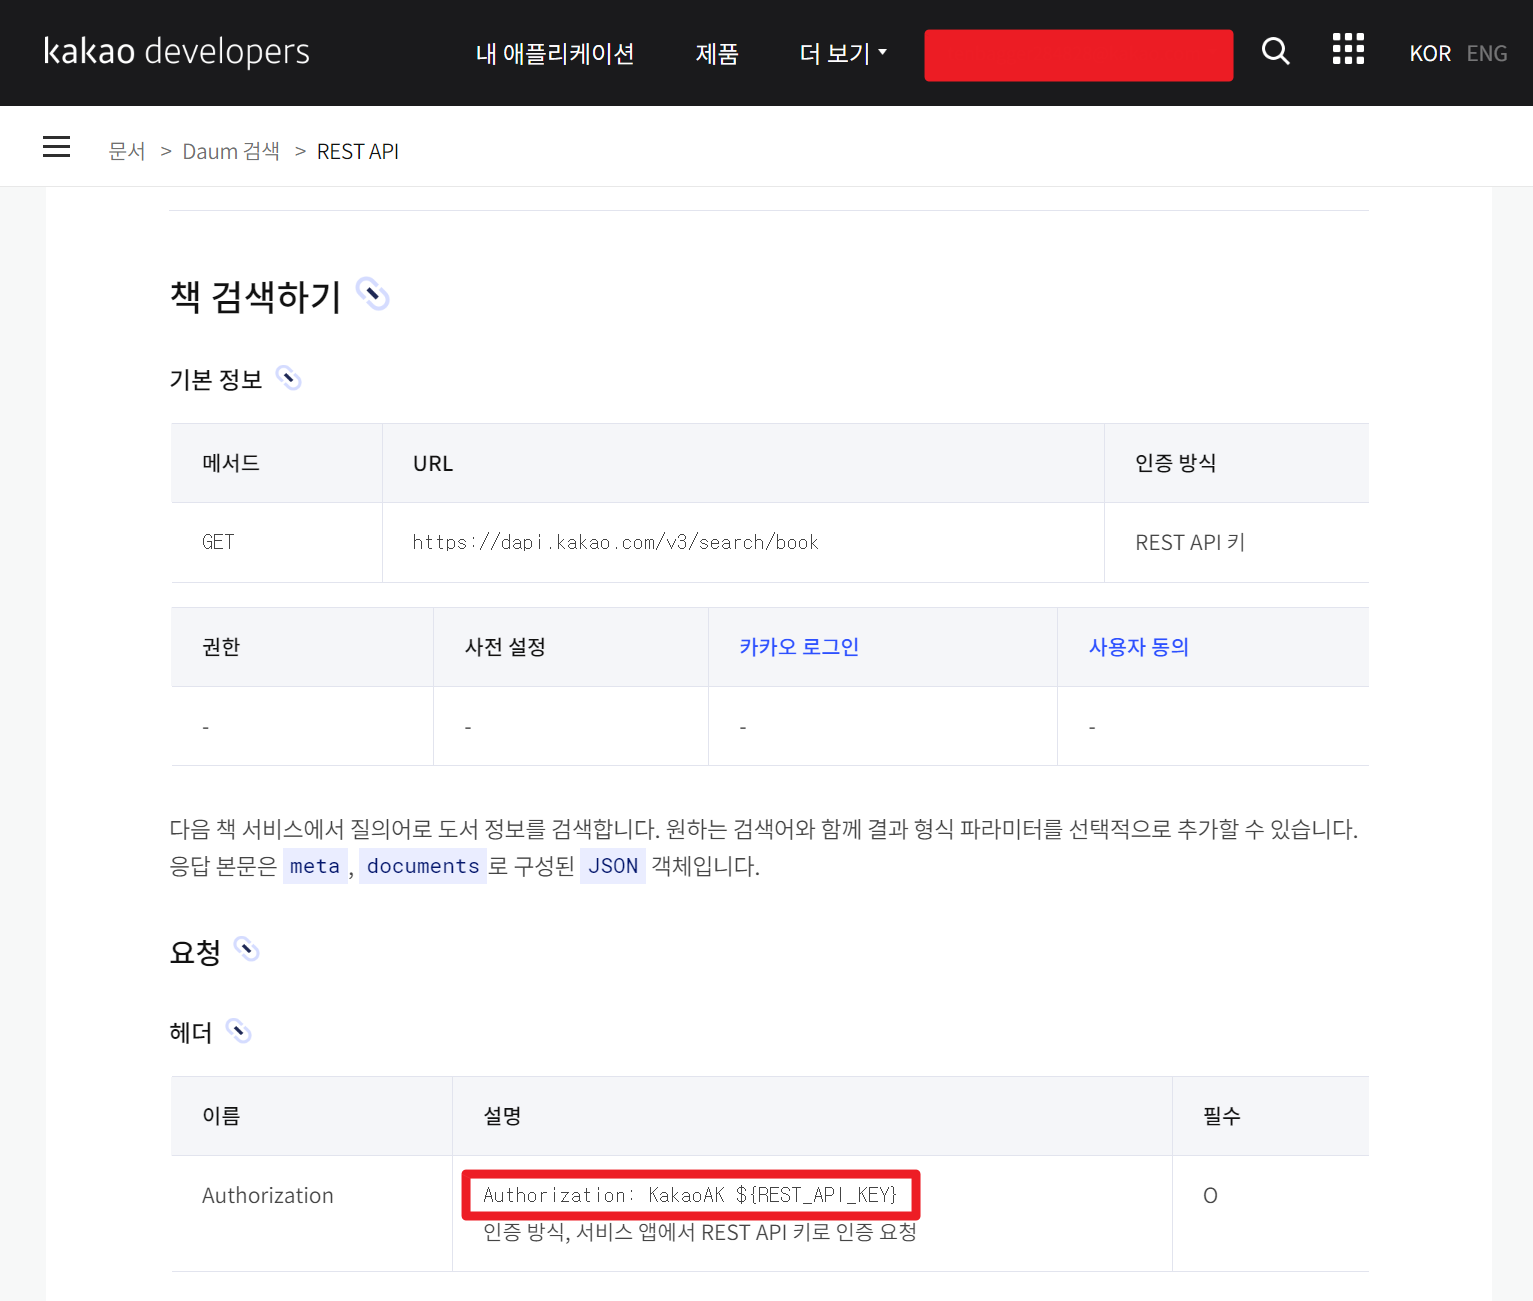 kakao developers
내 애플리케이션
제품
더 보기
KOR ENG
문서 > Daum 검색 > REST API
책 검색하기
기본 정보
메서드 URL 인증 방식
GET https://dapi.kakao.com/v3/search/book REST API 키
권한 사전 설정 카카오 로그인 사용자 동의
- - - -
다음 책 서비스에서 질의어로 도서 정보를 검색합니다. 원하는 검색어와 함께 결과 형식 파라미터를 선택적으로 추가할 수 있습니다.
응답 본문은 meta, documents로 구성된 JSON 객체입니다.
요청
헤더
이름 설명 필수
Authorization Authorization: KakaoAK ${REST_API_KEY} O
인증 방식, 서비스 앱에서 REST API 키로 인증 요청